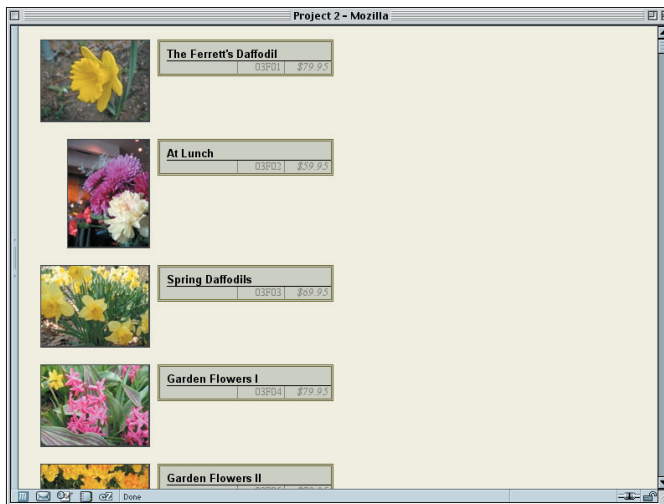 Project 2 – Mozilla
The Ferrett's Daffodil
03F01 $79.95
At Lunch
03F02 $59.95
Spring Daffodils
03F03 $69.95
Garden Flowers I
03F04 $79.95
Garden Flowers II
Done